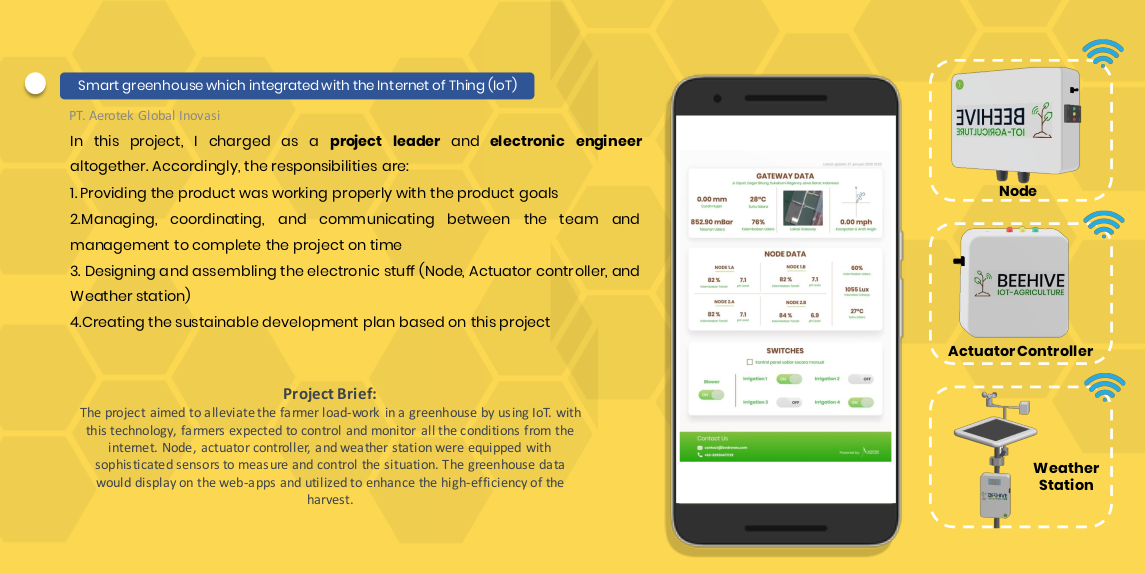 Smart greenhouse which integrated with the Internet of Thing (IoT)
PT. Aerotek Global Inovasi
In this project, I charged as a project leader and electronic engineer
altogether. Accordingly, the responsibilities are:
1.Providing the product was working properly with the product goals
2.Managing, coordinating, and communicating between the team and
management to complete the project on time
3. Designing and assembling the electronic stuff (Node, Actuator controller, and
Weather station)
4.Creating the sustainable development plan based on this project
Project Brief:
The project aimed to alleviate the farmer load-work in a greenhouse by using IoT. with
this technology, farmers expected to control and monitor all the conditions from the
internet. Node, actuator controller, and weather station were equipped with
sophisticated sensors to measure and control the situation. The greenhouse data
would display on the web-apps and utilized to enhance the high-efficiency of the
harvest.
GATEWAY DATA
0.00 mm
28°C
852.90 mBar
76%
0.00 mph
NODE DATA
NODE 1.A
NODE 1.B
82 %
7.1
82 %
7.1
60%
1055 Lux
NODE 2.A
NODE 2.B
82 %
7.1
84 %
6.9
27°C
SWITCHES
Blower
ON
Irrigation 1
ON
Irrigation 2
OFF
Irrigation 3
OFF
Irrigation 4
ON
Contact Us
Powered by
BEEHIVE
IOT-AGRICULTURE
Node
BEEHIVE
IOT-AGRICULTURE
Actuator Controller
BEEHIVE
Weather
Station